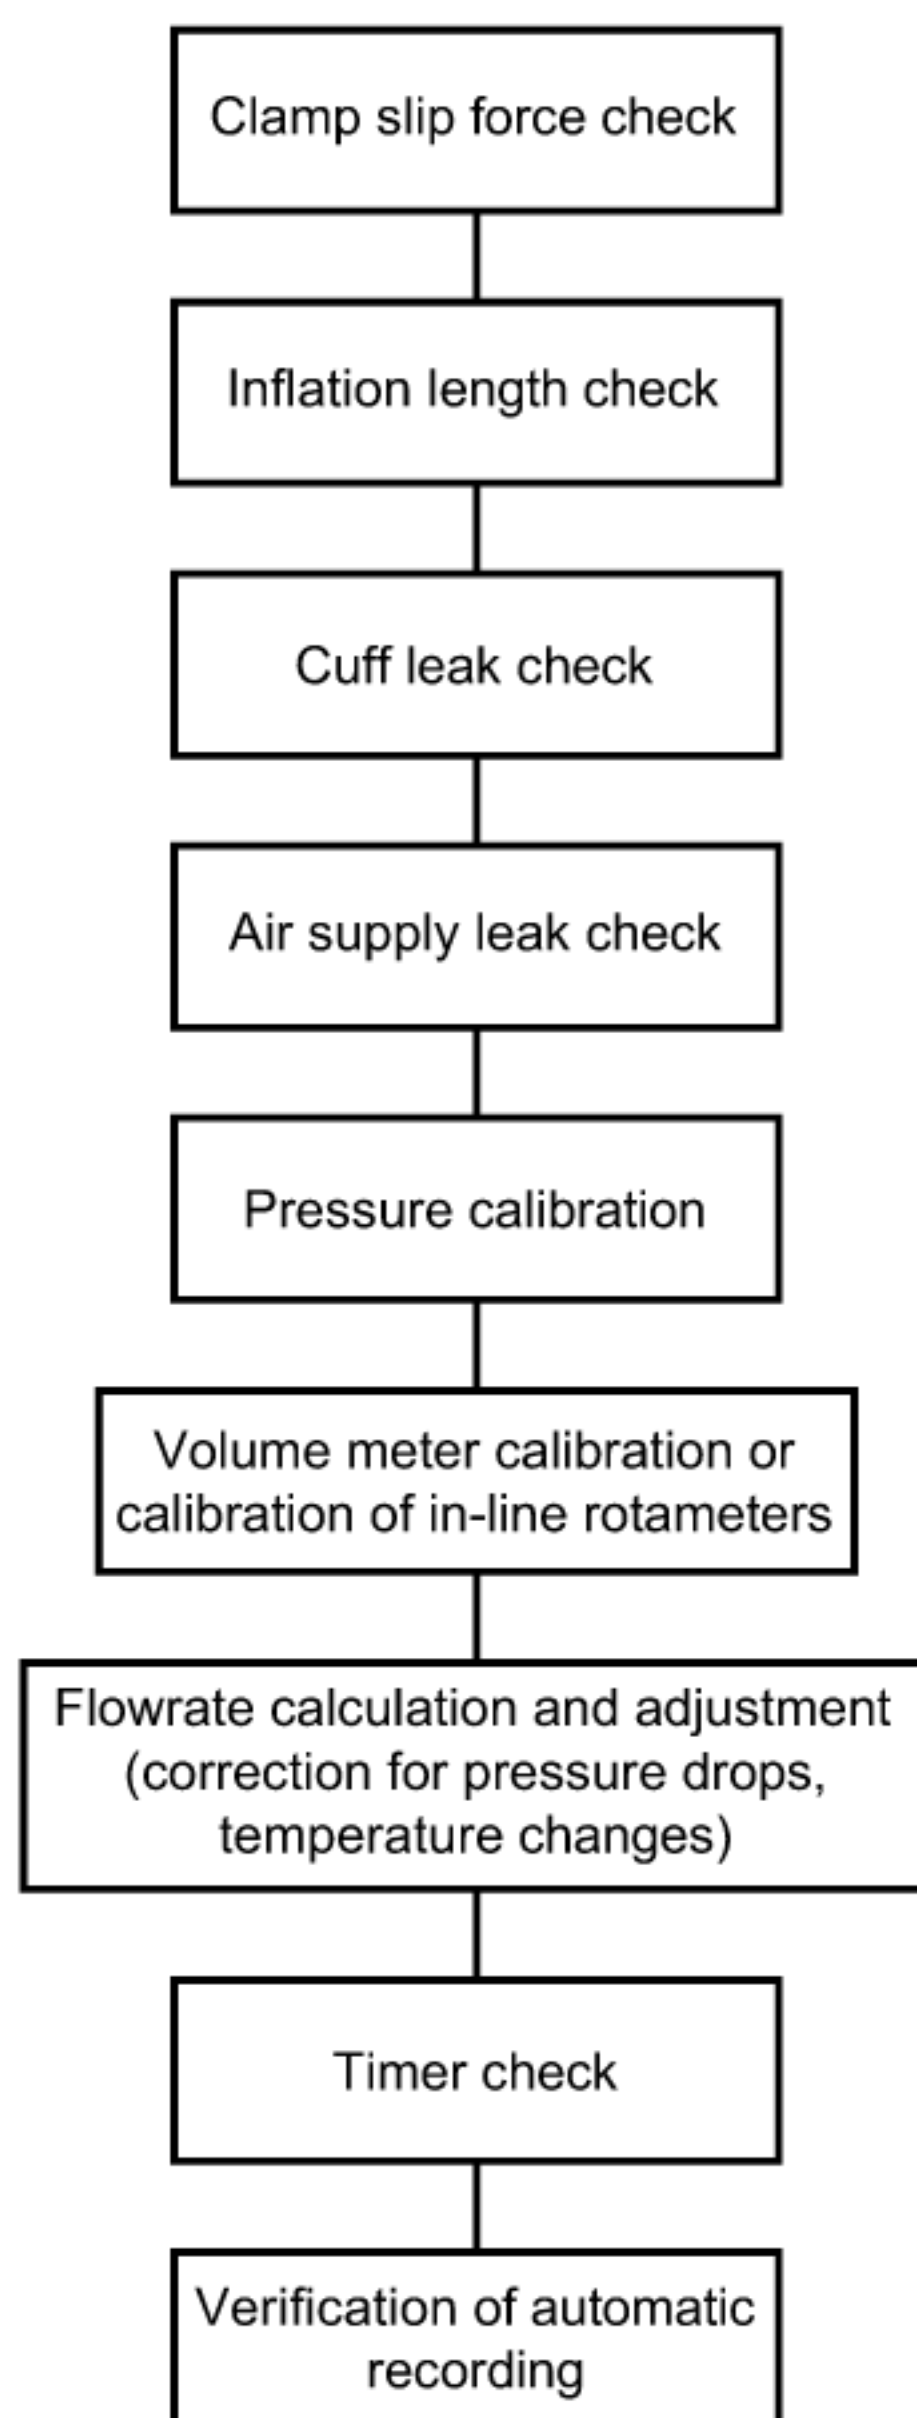 Clamp slip force check
Inflation length check
Cuff leak check
Air supply leak check
Pressure calibration
Volume meter calibration or
calibration of in-line rotameters
Flowrate calculation and adjustment
(correction for pressure drops,
temperature changes)
Timer check
Verification of automatic
recording